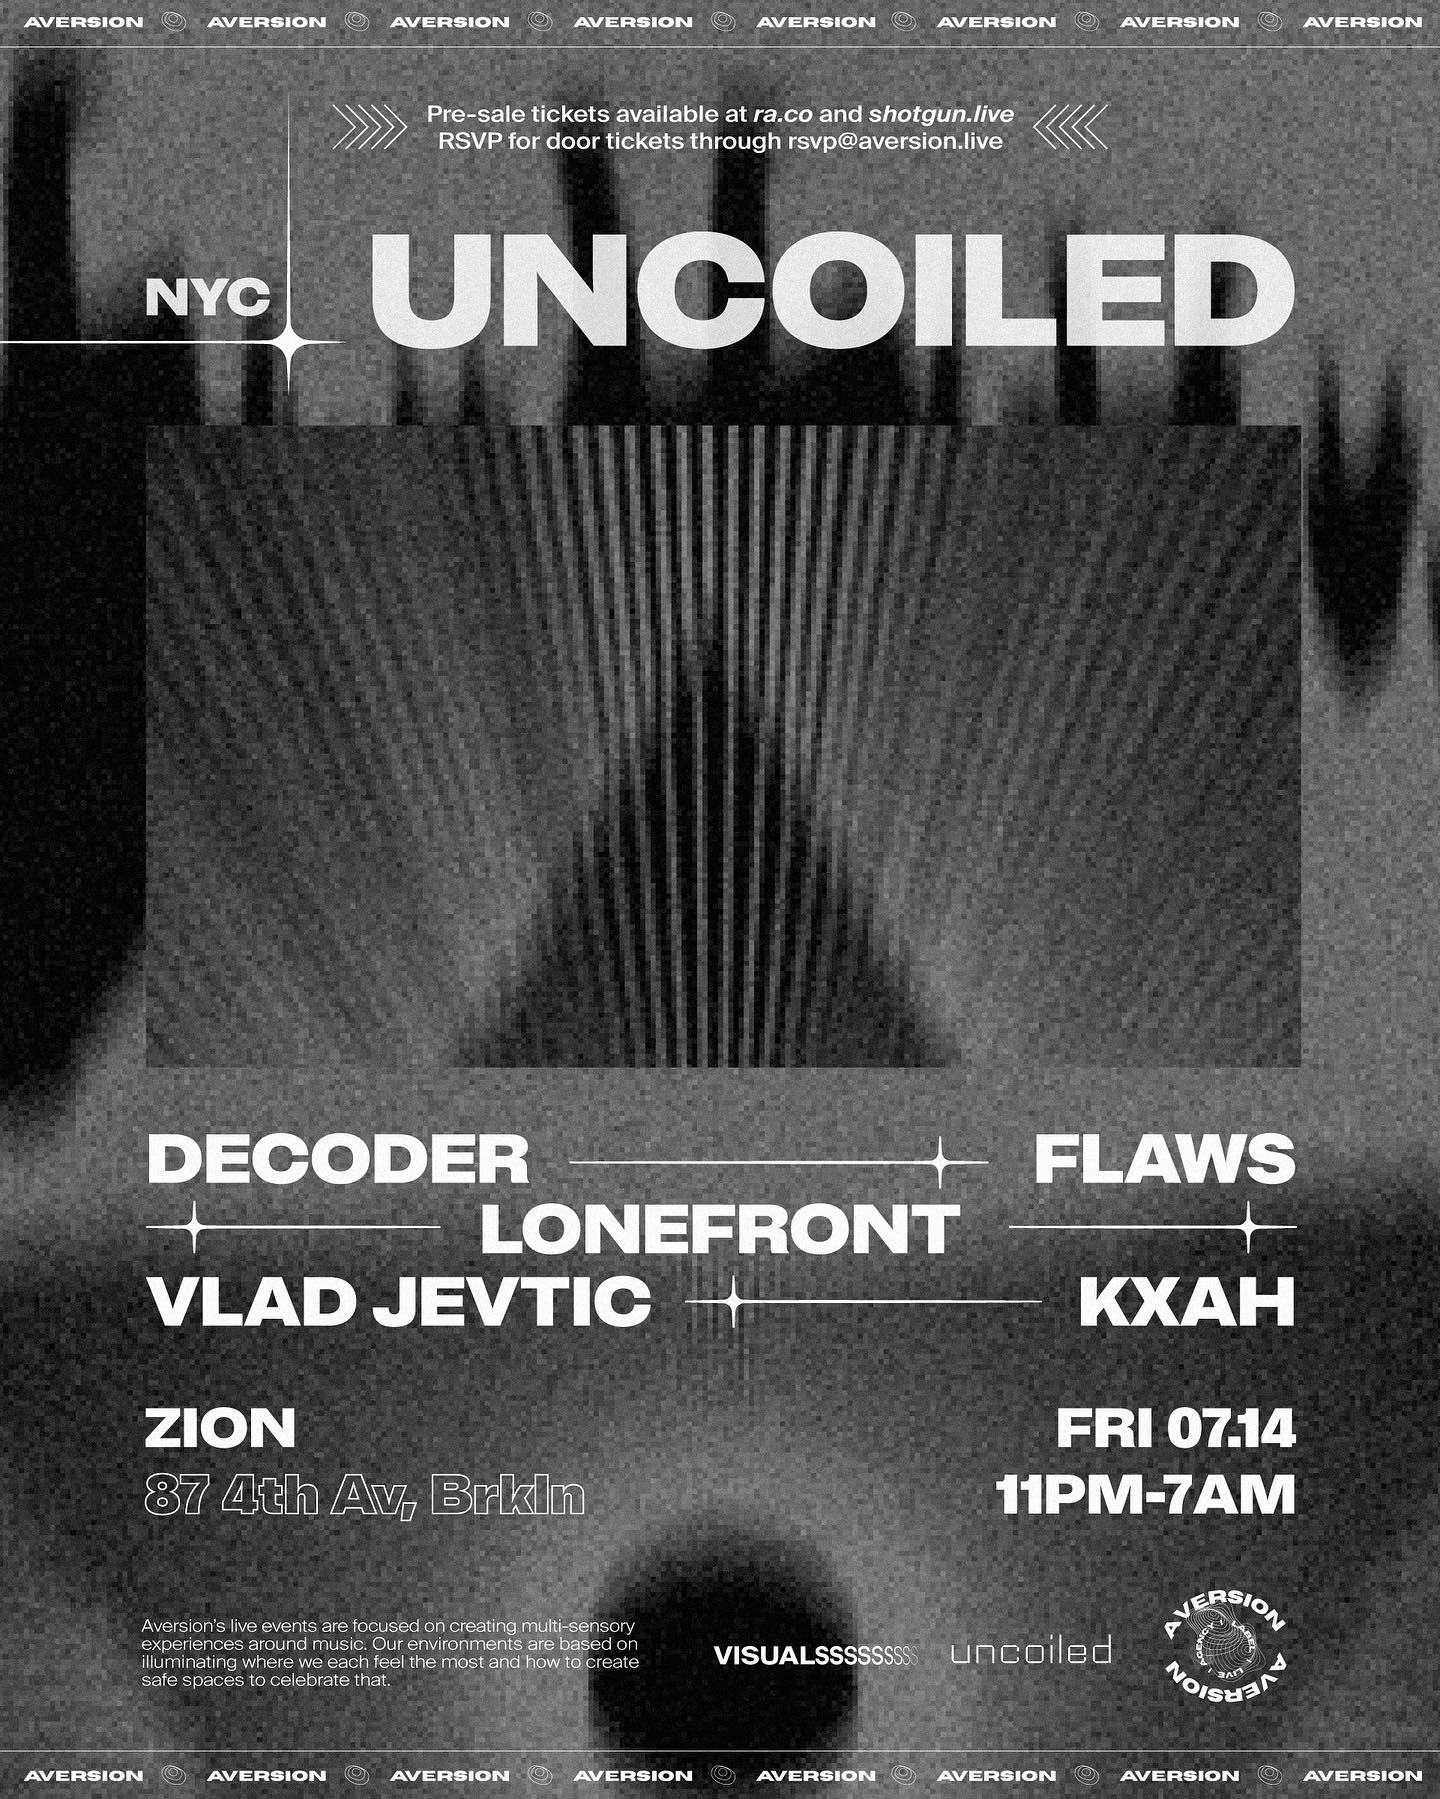 AVERSION AVERSION AVERSION AVERSION AVERSION AVERSION AVERSION AVERSION
Pre-sale tickets available at ra.co and shotgun.live
RSVP for door tickets through rsvp@aversion.live
NYC
UNCOILED
DECODER FLAWS
LONEFRONT
VLAD JEVTIC KXAH
ZION
87 4th Av, Brkln
FRI 07.14
11PM-7AM
Aversion's live events are focused on creating multi-sensory
experiences around music. Our environments are based on
illuminating where we each feel the most and how to create
safe spaces to celebrate that.
VISUALSSSSSSSSS
uncoiled
AVERSION
AGENCY | LABEL | LIVE |
AVERSION
AVERSION AVERSION AVERSION AVERSION AVERSION AVERSION AVERSION AVERSION